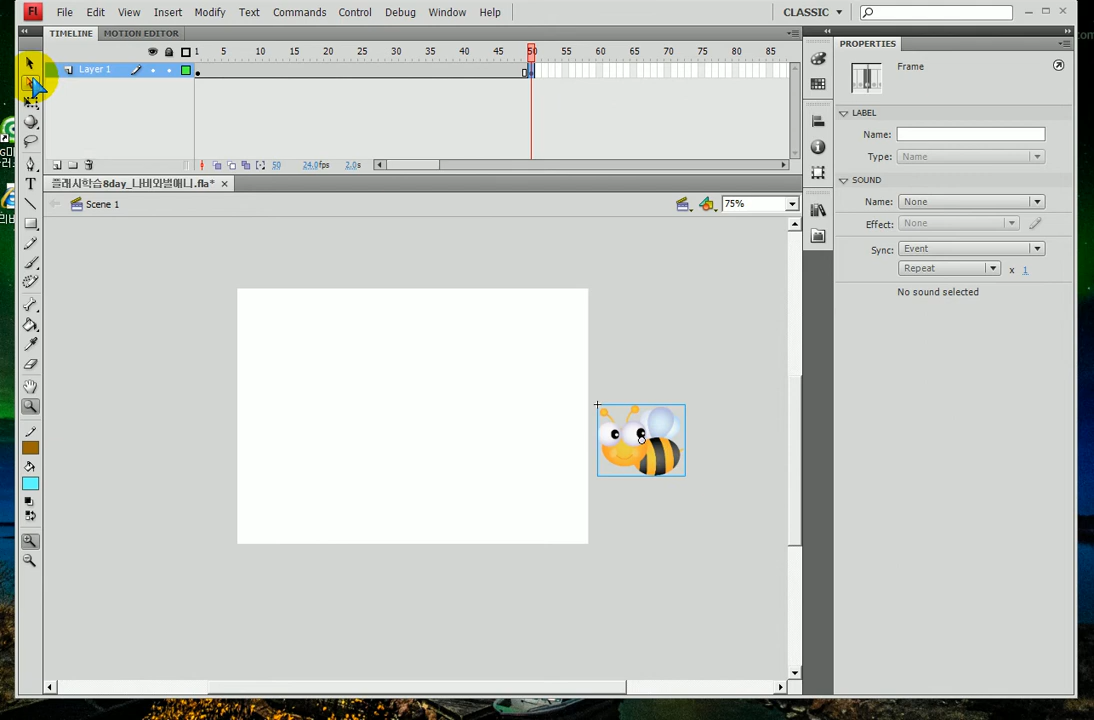 Fl File Edit View Insert Modify Text Commands Control Debug Window Help CLASSIC
TIMELINE MOTION EDITOR
1 5 10 15 20 25 30 35 40 45 50 55 60 65 70 75 80 85
Layer 1
50 24.0fps 2.0s
플래시학습8day_나비와벌애니.fla*
Scene 1 75%
PROPERTIES
Frame
LABEL
Name:
Type: Name
SOUND
Name: None
Effect: None
Sync: Event
Repeat x 1
No sound selected
T